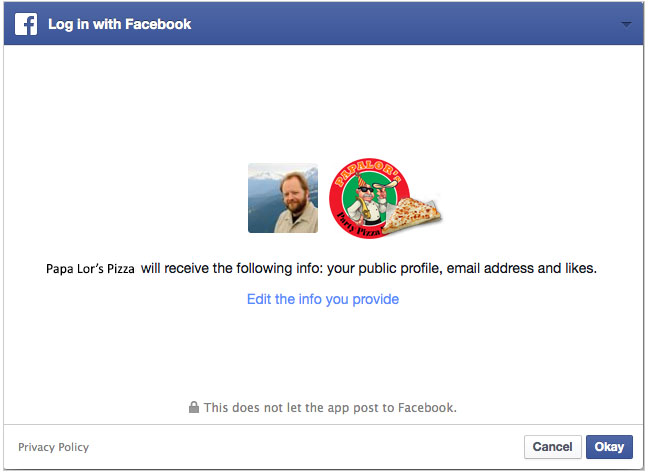 Log in with Facebook
PAPALOR's
Party Pizza
Papa Lor's Pizza will receive the following info: your public profile, email address and likes.
Edit the info you provide
This does not let the app post to Facebook.
Privacy Policy
Cancel
Okay